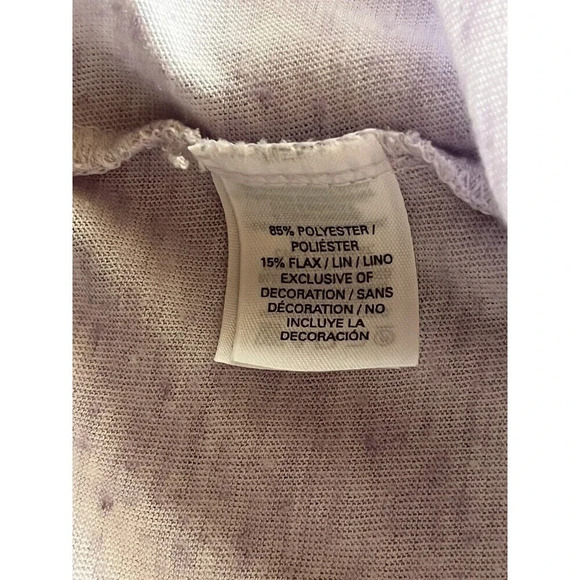 85% POLYESTER /
POLIÉSTER
15% FLAX / LIN / LINO
EXCLUSIVE OF
DECORATION / SANS
DÉCORATION / NO
INCLUYE LA
DECORACIÓN